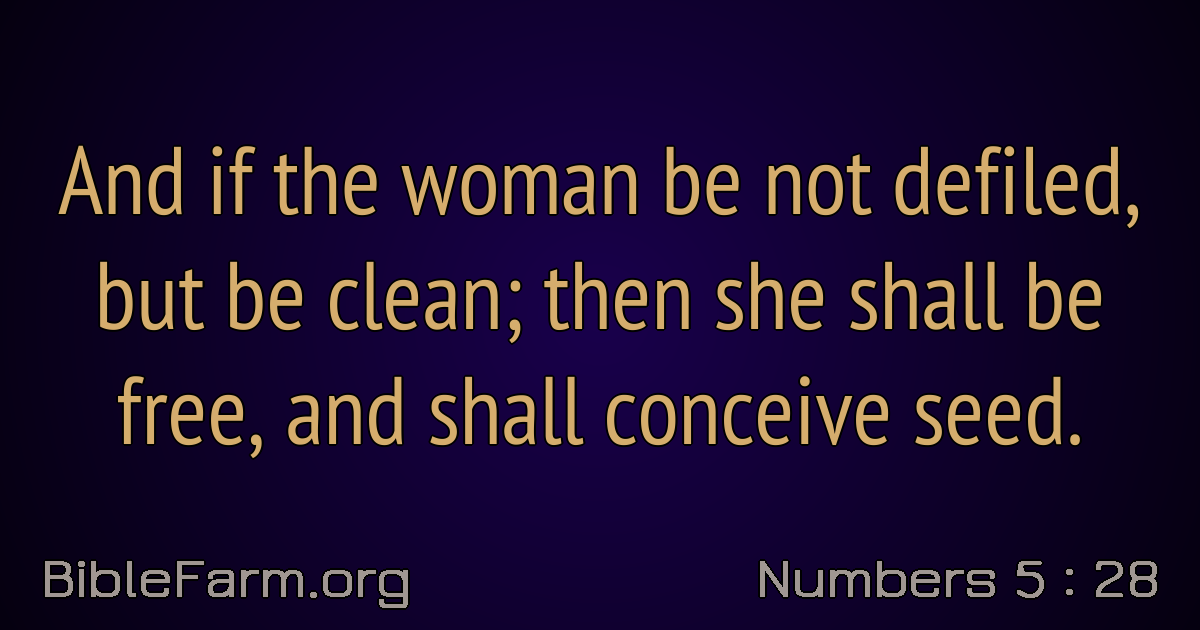 And if the woman be not defiled,
but be clean; then she shall be
free, and shall conceive seed.
BibleFarm.org
Numbers 5 : 28